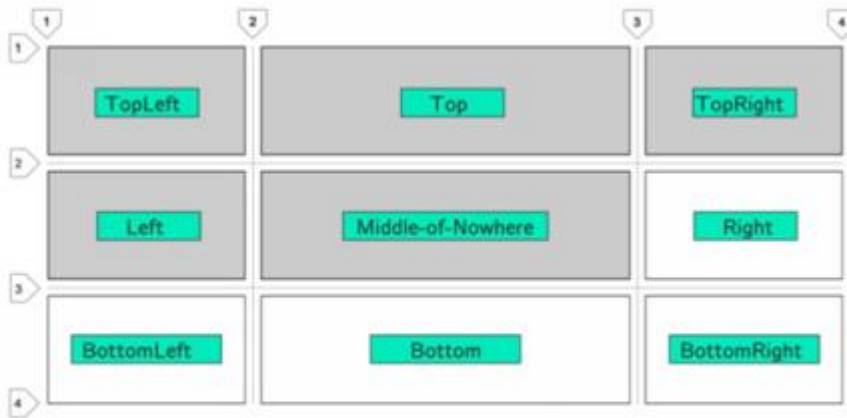 1 2 3 4
1
TopLeft Top TopRight
2
Left Middle-of-Nowhere Right
3
BottomLeft Bottom BottomRight
4